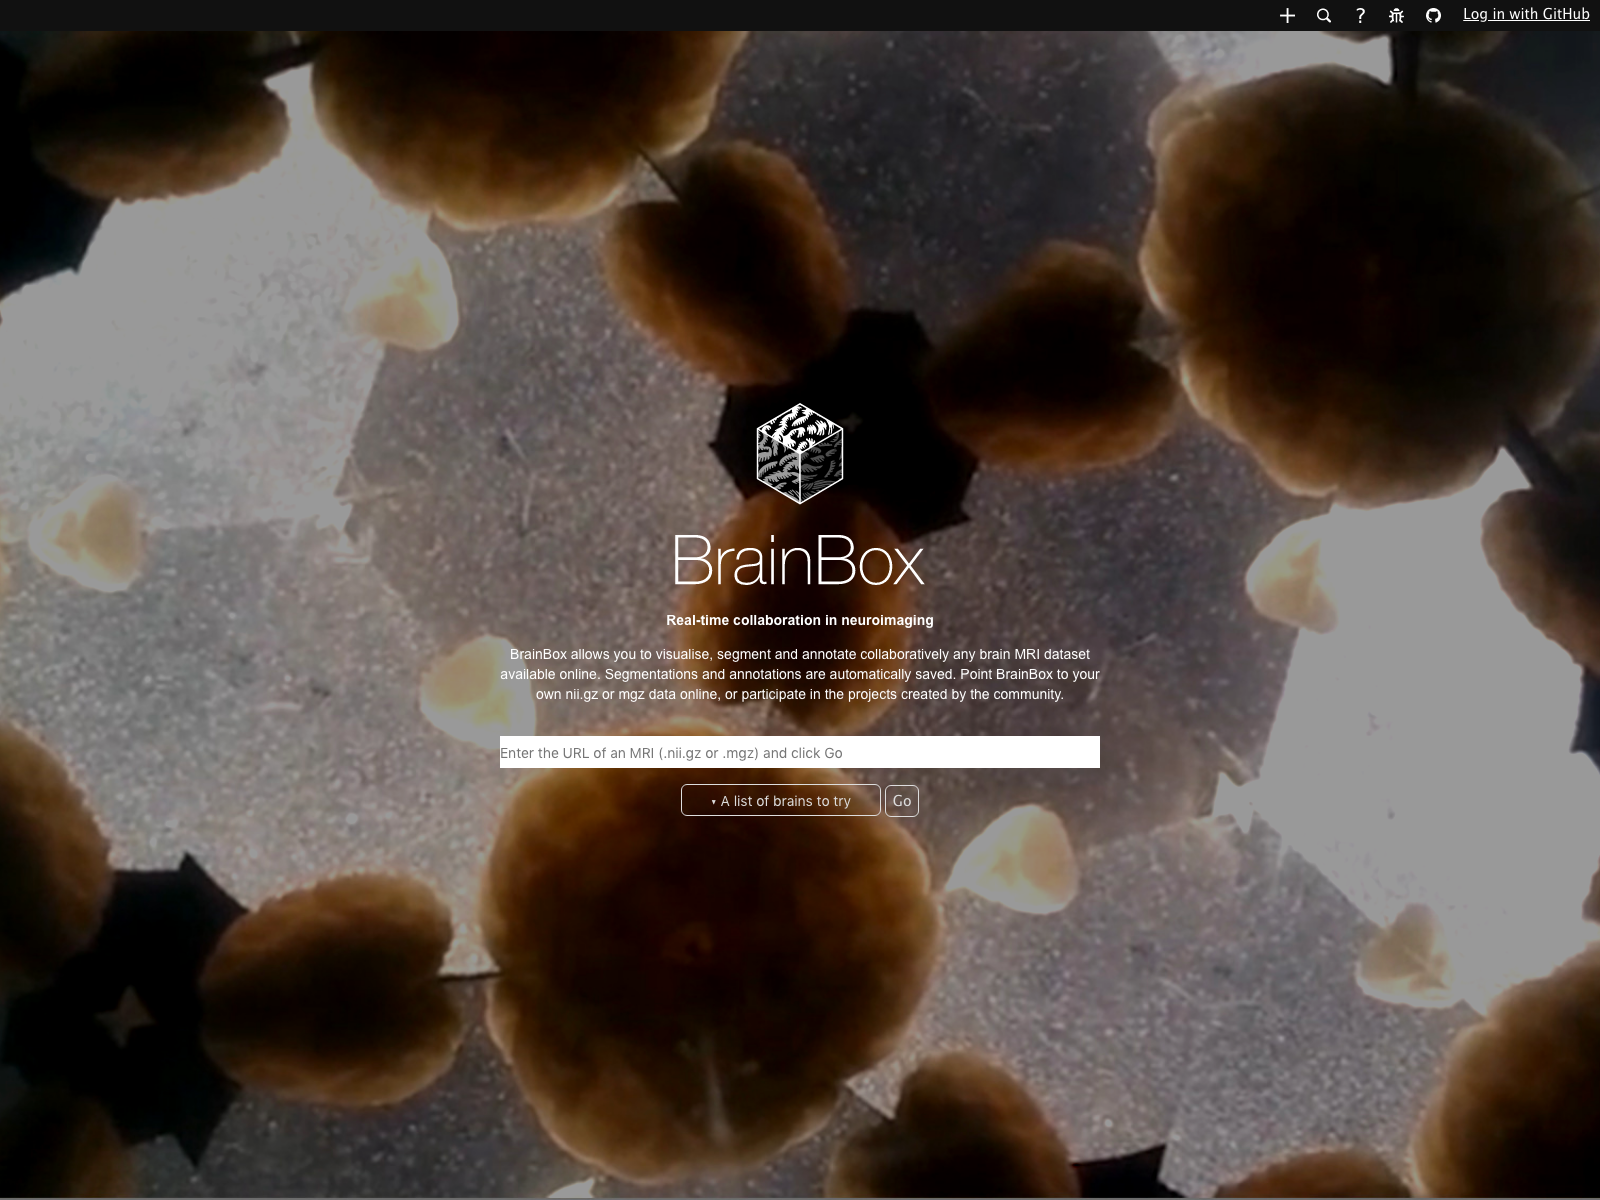 Log in with GitHub
BrainBox
Real-time collaboration in neuroimaging
BrainBox allows you to visualise, segment and annotate collaboratively any brain MRI dataset
available online. Segmentations and annotations are automatically saved. Point BrainBox to your
own nii.gz or mgz data online, or participate in the projects created by the community.
Enter the URL of an MRI (.nii.gz or .mgz) and click Go
▾ A list of brains to try
Go